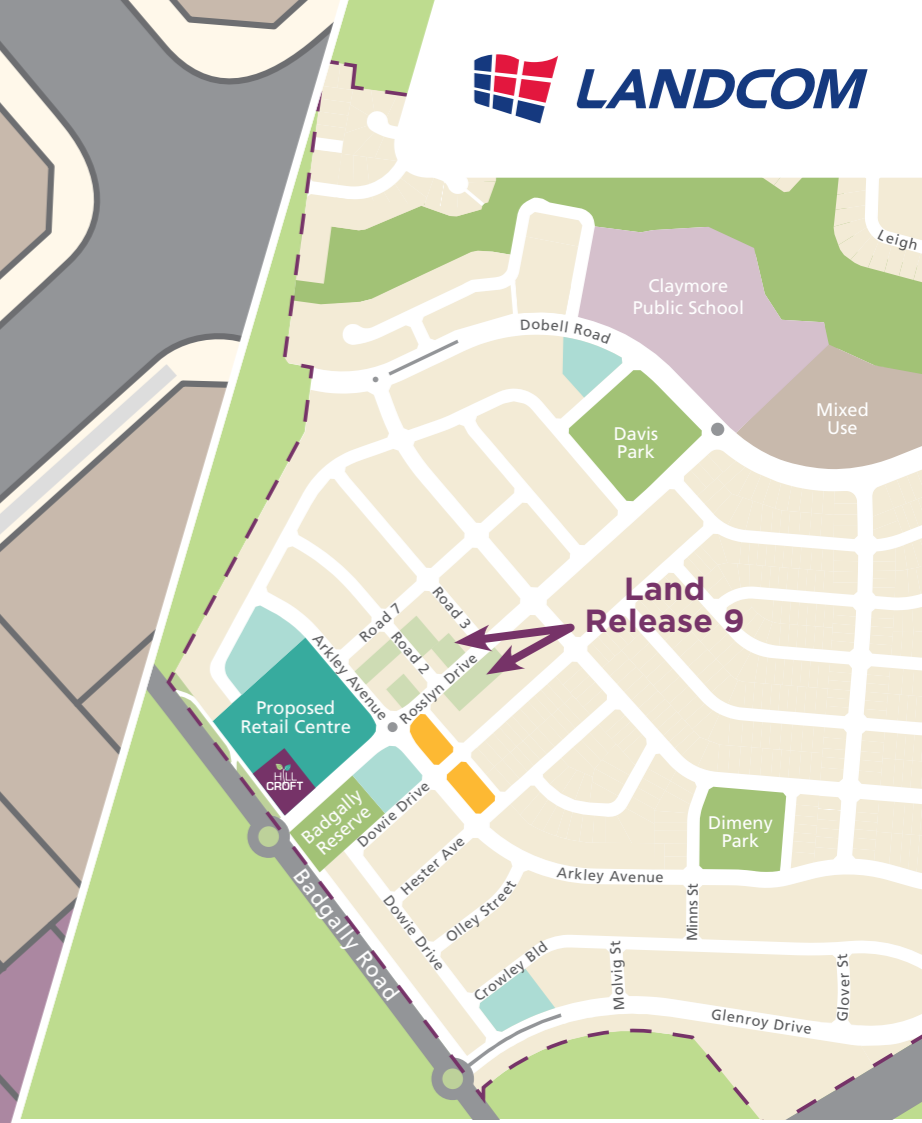 LANDCOM
Leigh
Claymore
Public School
Dobell Road
Mixed
Use
Davis
Park
Land
Release 9
Road 3
Road 7
Road 2
Arkley Avenue
Rosslyn Drive
Proposed
Retail Centre
HILL
CROFT
Badgally
Reserve
Dowie Drive
Dimeny
Park
Hester Ave
Arkley Avenue
Olley Street
Minns St
Badgally Road
Dowie Drive
Crowley Bld
Molvig St
Glover St
Glenroy Drive